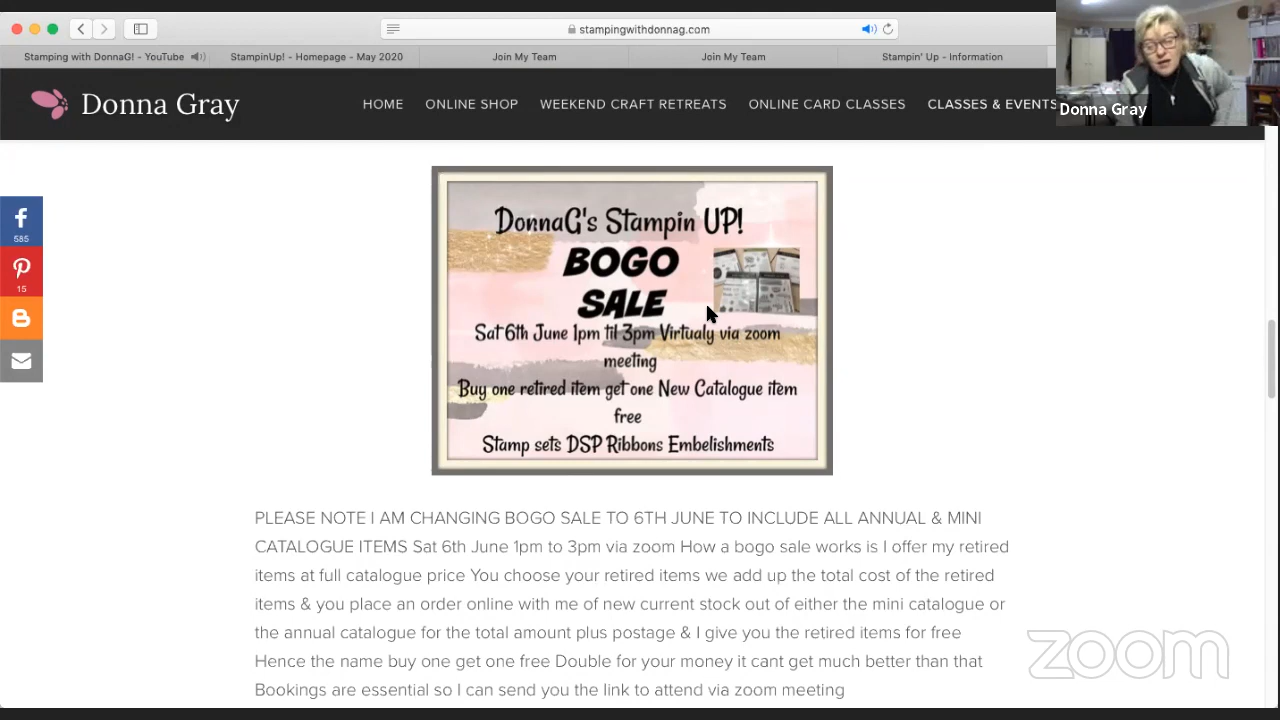 stampingwithdonnag.com
Stamping with DonnaG! - YouTube
StampinUp! - Homepage - May 2020
Join My Team
Join My Team
Stampin' Up - Information
Donna Gray
HOME
ONLINE SHOP
WEEKEND CRAFT RETREATS
ONLINE CARD CLASSES
CLASSES & EVENTS
Donna Gray
585
15
DonnaG's Stampin UP!
BOGO
SALE
Sat 6th June 1pm til 3pm Virtualy via zoom
meeting
Buy one retired item get one New Catalogue item
free
Stamp sets DSP Ribbons Embelishments
PLEASE NOTE I AM CHANGING BOGO SALE TO 6TH JUNE TO INCLUDE ALL ANNUAL & MINI
CATALOGUE ITEMS Sat 6th June 1pm to 3pm via zoom How a bogo sale works is I offer my retired
items at full catalogue price You choose your retired items we add up the total cost of the retired
items & you place an order online with me of new current stock out of either the mini catalogue or
the annual catalogue for the total amount plus postage & I give you the retired items for free
Hence the name buy one get one free Double for your money it cant get much better than that
Bookings are essential so I can send you the link to attend via zoom meeting
zoom